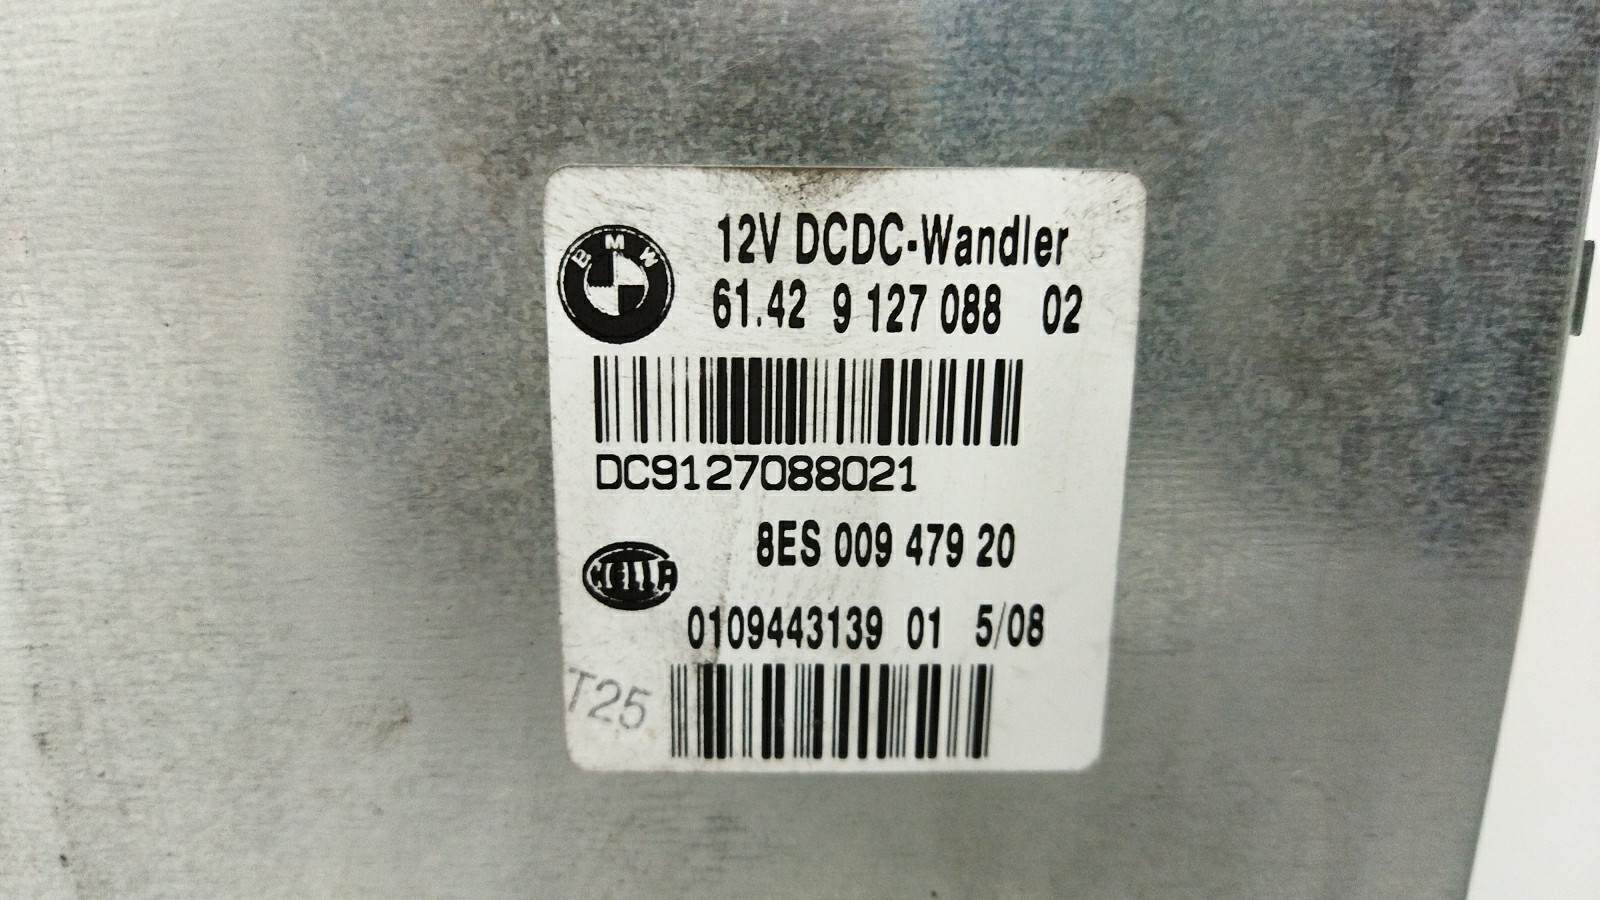 12V DCDC-Wandler
BMW
61.42 9 127 088 02
DC9127088021
8ES 009 479 20
HELLA
0109443139 01 5/08
T25